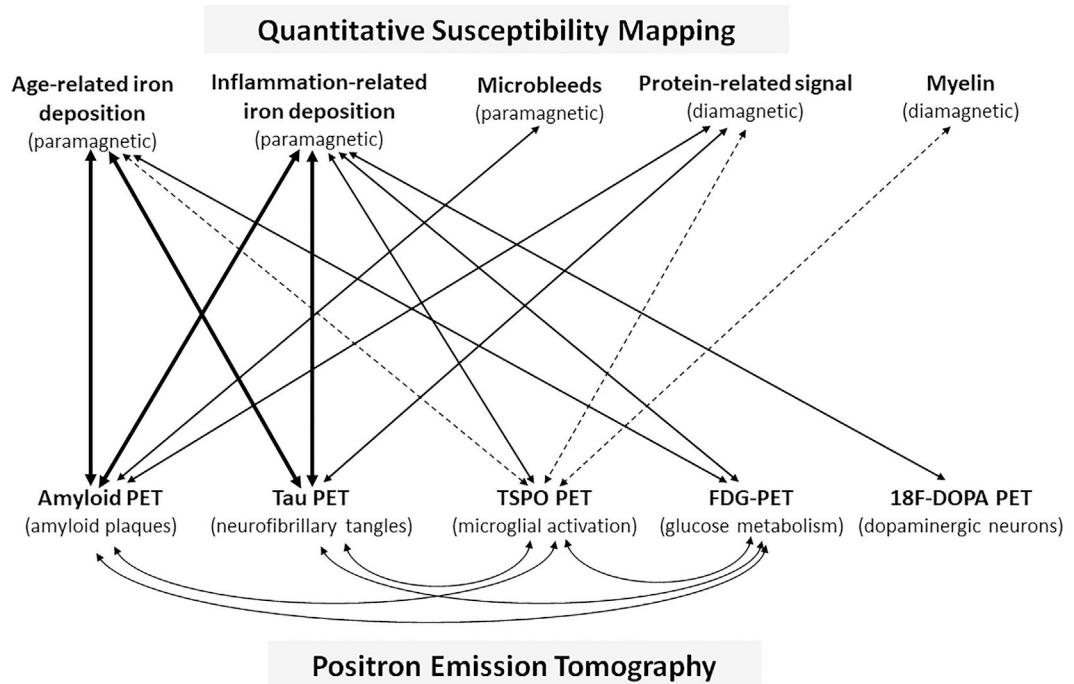 Quantitative Susceptibility Mapping
Age-related iron
deposition
(paramagnetic)
Inflammation-related
iron deposition
(paramagnetic)
Microbleeds
(paramagnetic)
Protein-related signal
(diamagnetic)
Myelin
(diamagnetic)
Amyloid PET
(amyloid plaques)
Tau PET
(neurofibrillary tangles)
TSPO PET
(microglial activation)
FDG-PET
(glucose metabolism)
18F-DOPA PET
(dopaminergic neurons)
Positron Emission Tomography